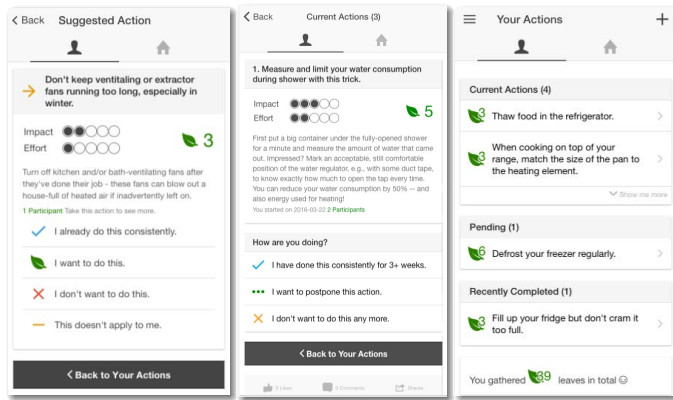 Back Suggested Action
Don't keep ventitaling or extractor
fans running too long, especially in
winter.
Impact
Effort
3
Turn off kitchen and/or bath-ventilating fans after
they've done their job - these fans can blow out a
house-full of heated air if inadvertently left on.
1 Participant Take this action to see more.
I already do this consistently.
I want to do this.
I don't want to do this.
This doesn't apply to me.
Back to Your Actions
Back Current Actions (3)
1. Measure and limit your water consumption
during shower with this trick.
Impact
Effort
5
First put a big container under the fully-opened shower
for a minute and measure the amount of water that came
out. Impressed? Mark an acceptable, still comfortable
position of the water regulator, e.g., with some duct tape,
to know exactly how much to open the tap every time.
You can reduce your water consumption by 50% -- and
also energy used for heating!
You started on 2016-03-22 2 Participants
How are you doing?
I have done this consistently for 3+ weeks.
I want to postpone this action.
I don't want to do this any more.
Back to Your Actions
3 Likes 0 Comments Shares
Your Actions
Current Actions (4)
3 Thaw food in the refrigerator.
When cooking on top of your
3 range, match the size of the pan to
the heating element.
Show me more
Pending (1)
6 Defrost your freezer regularly.
Recently Completed (1)
3 Fill up your fridge but don't cram it
too full.
You gathered 39 leaves in total